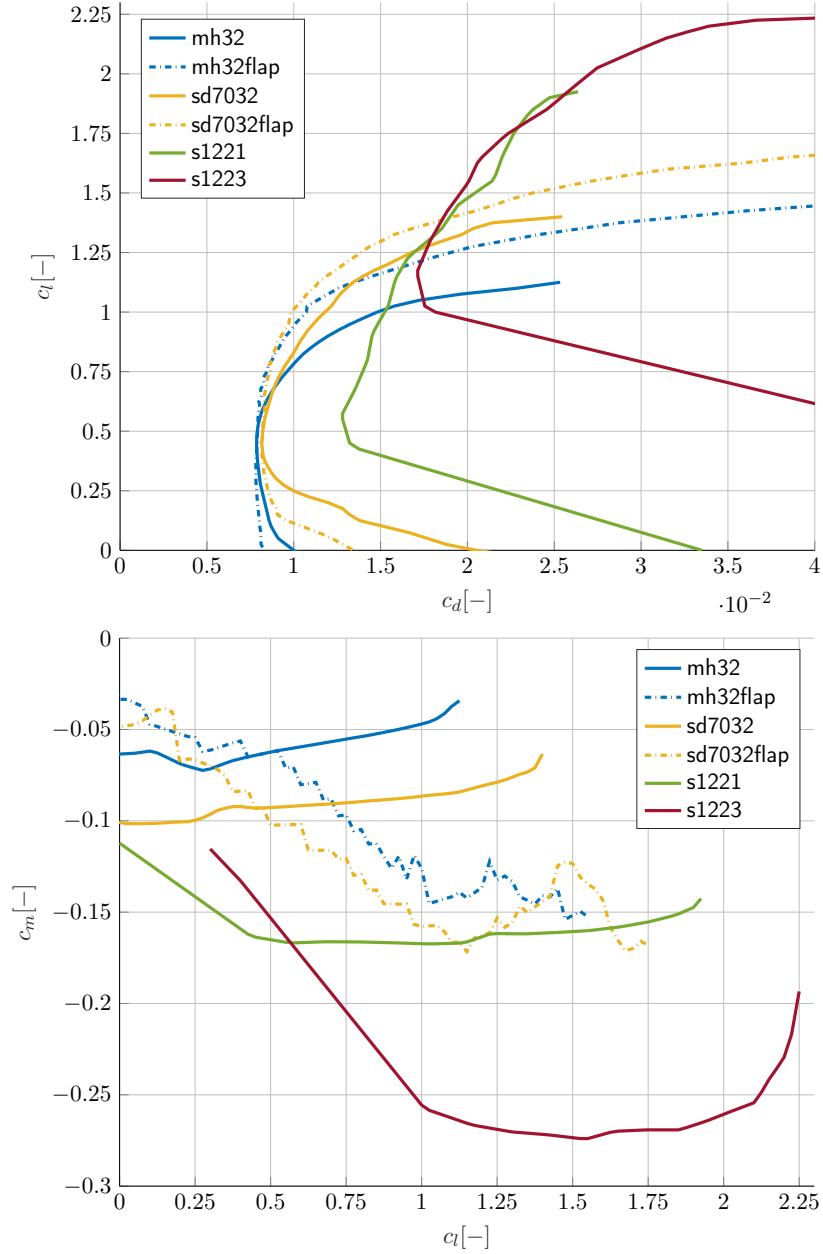 2.25
2
1.75
1.5
1.25
1
0.75
0.5
0.25
0
c_l[−]
mh32
mh32flap
sd7032
sd7032flap
s1221
s1223
0 0.5 1 1.5 2 2.5 3 3.5 4
c_d[−]
·10⁻²
0
−0.05
−0.1
−0.15
−0.2
−0.25
−0.3
c_m[−]
mh32
mh32flap
sd7032
sd7032flap
s1221
s1223
0 0.25 0.5 0.75 1 1.25 1.5 1.75 2 2.25
c_l[−]